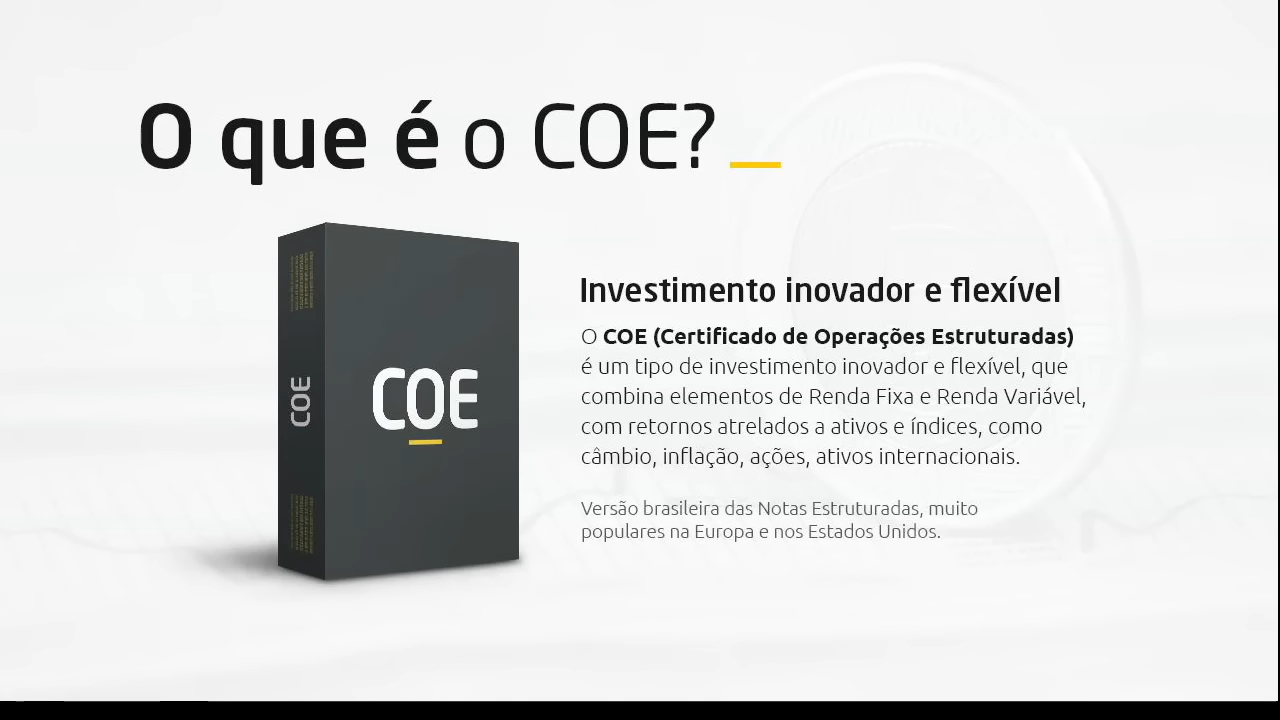 O que é o COE?
COE
COE
Investimento inovador e flexível
O COE (Certificado de Operações Estruturadas)
é um tipo de investimento inovador e flexível, que
combina elementos de Renda Fixa e Renda Variável,
com retornos atrelados a ativos e índices, como
câmbio, inflação, ações, ativos internacionais.
Versão brasileira das Notas Estruturadas, muito
populares na Europa e nos Estados Unidos.